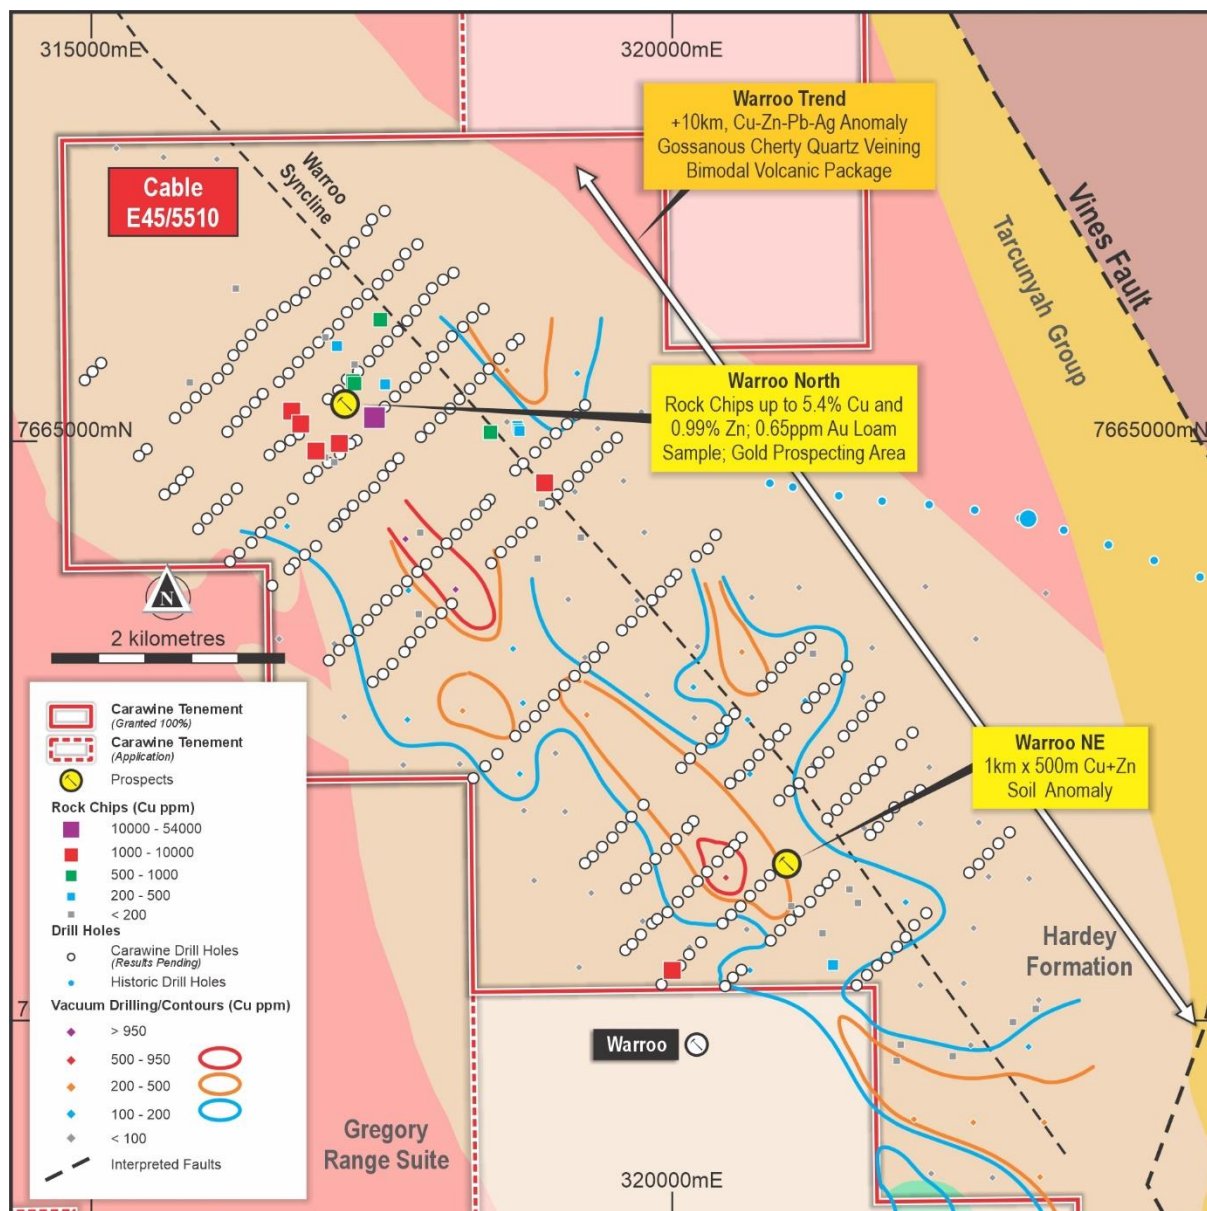 315000mE
320000mE
Warroo Trend
+10km, Cu-Zn-Pb-Ag Anomaly
Gossanous Cherty Quartz Veining
Bimodal Volcanic Package
Cable
E45/5510
Warroo
Syncline
Vines Fault
Tarcunyah Group
Warroo North
Rock Chips up to 5.4% Cu and
0.99% Zn; 0.65ppm Au Loam
Sample; Gold Prospecting Area
7665000mN
7665000mN
N
2 kilometres
Carawine Tenement
(Granted 100%)
Carawine Tenement
(Application)
Prospects
Rock Chips (Cu ppm)
10000 - 54000
1000 - 10000
500 - 1000
200 - 500
< 200
Drill Holes
Carawine Drill Holes
(Results Pending)
Historic Drill Holes
Vacuum Drilling/Contours (Cu ppm)
> 950
500 - 950
200 - 500
100 - 200
< 100
Interpreted Faults
Warroo NE
1km x 500m Cu+Zn
Soil Anomaly
Hardey
Formation
Warroo
Gregory
Range Suite
320000mE